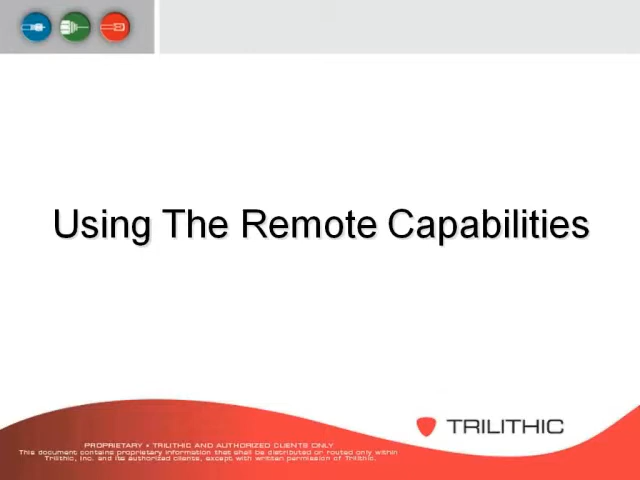 Using The Remote Capabilities
TRILITHIC
PROPRIETARY • TRILITHIC AND AUTHORIZED CLIENTS ONLY
This document contains proprietary information that shall be distributed or routed only within
Trilithic, Inc. and its authorized clients, except with written permission of Trilithic.